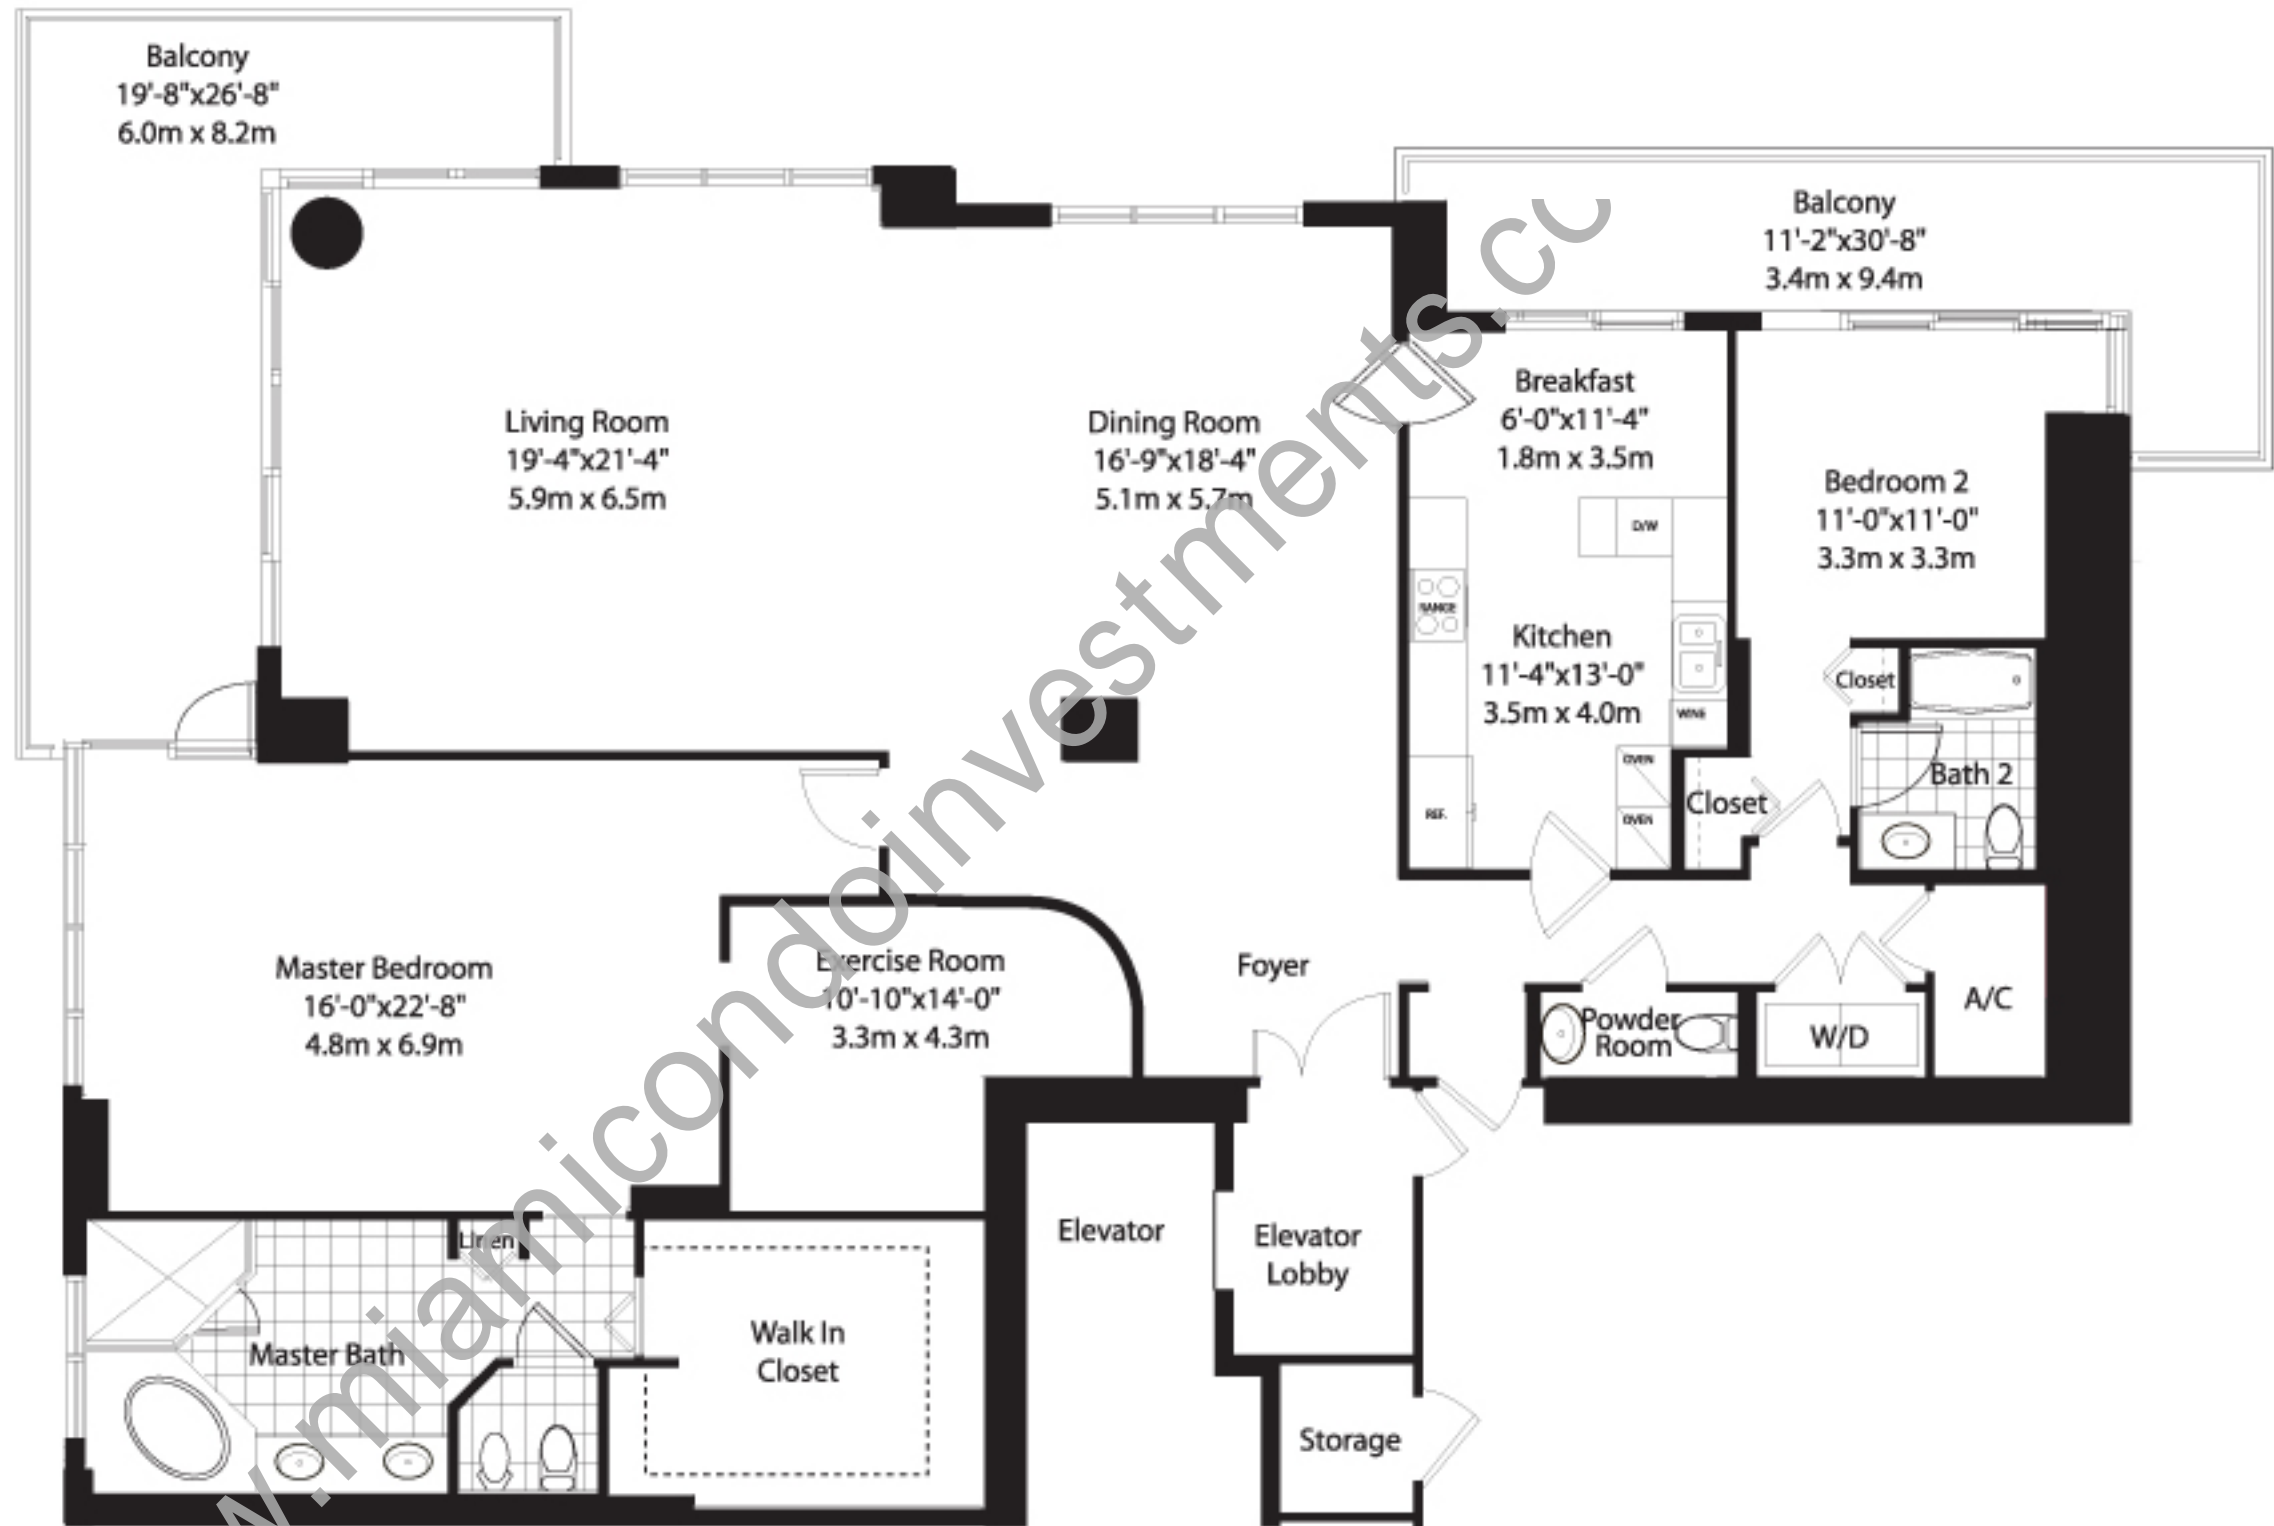 Balcony
19'-8"x26'-8"
6.0m x 8.2m
Balcony
11'-2"x30'-8"
3.4m x 9.4m
Living Room
19'-4"x21'-4"
5.9m x 6.5m
Dining Room
16'-9"x18'-4"
5.1m x 5.7m
Breakfast
6'-0"x11'-4"
1.8m x 3.5m
Bedroom 2
11'-0"x11'-0"
3.3m x 3.3m
D/W
RANGE
Kitchen
11'-4"x13'-0"
3.5m x 4.0m
WINE
OVEN
OVEN
REF.
Closet
Closet
Bath 2
Master Bedroom
16'-0"x22'-8"
4.8m x 6.9m
Exercise Room
10'-10"x14'-0"
3.3m x 4.3m
Foyer
Powder
Room
W/D
A/C
Linen
Master Bath
Walk In
Closet
Elevator
Elevator
Lobby
Storage
w.miamicondoinvestments.co